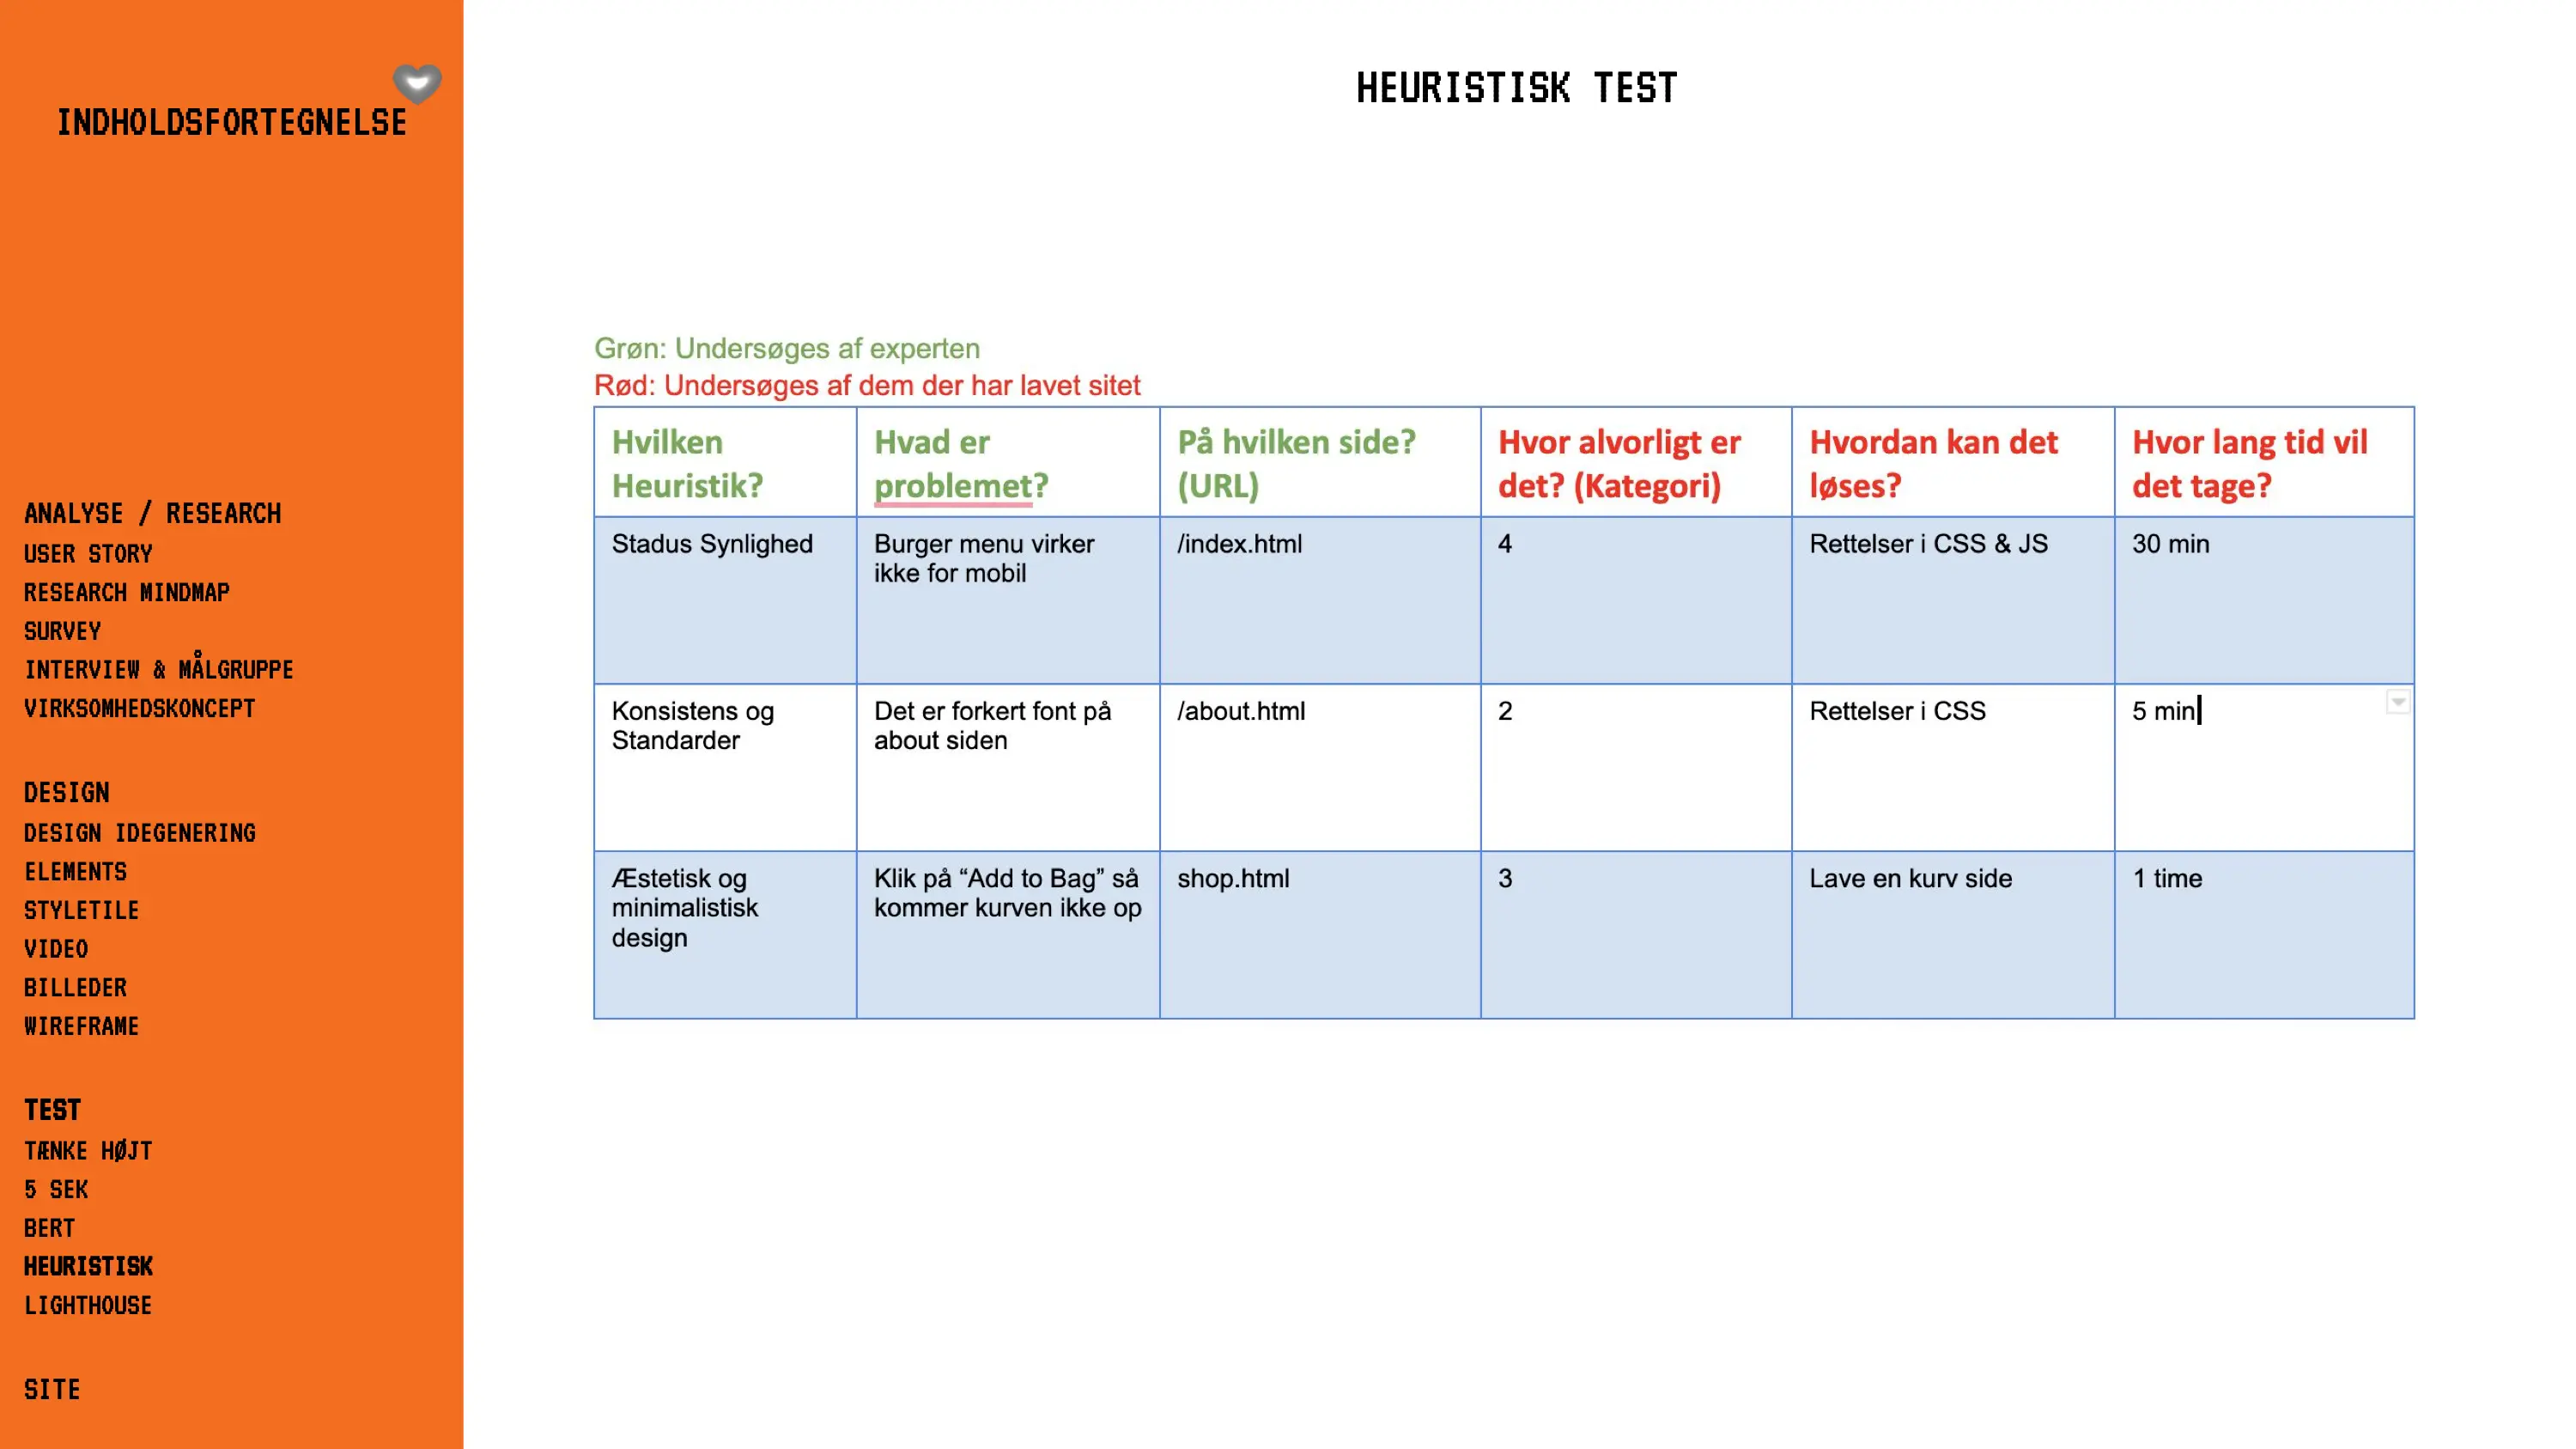 INDHOLDSFORTEGNELSE
ANALYSE / RESEARCH
USER STORY
RESEARCH MINDMAP
SURVEY
INTERVIEW & MÅLGRUPPE
VIRKSOMHEDSKONCEPT
DESIGN
DESIGN IDEGENERING
ELEMENTS
STYLETILE
VIDEO
BILLEDER
WIREFRAME
TEST
TÆNKE HØJT
5 SEK
BERT
HEURISTISK
LIGHTHOUSE
SITE
HEURISTISK TEST
Grøn: Undersøges af experten
Rød: Undersøges af dem der har lavet sitet
Hvilken
Heuristik?
Hvad er
problemet?
På hvilken side?
(URL)
Hvor alvorligt er
det? (Kategori)
Hvordan kan det
løses?
Hvor lang tid vil
det tage?
Stadus Synlighed
Burger menu virker
ikke for mobil
/index.html
4
Rettelser i CSS & JS
30 min
Konsistens og
Standarder
Det er forkert font på
about siden
/about.html
2
Rettelser i CSS
5 min
Æstetisk og
minimalistisk
design
Klik på “Add to Bag” så
kommer kurven ikke op
shop.html
3
Lave en kurv side
1 time